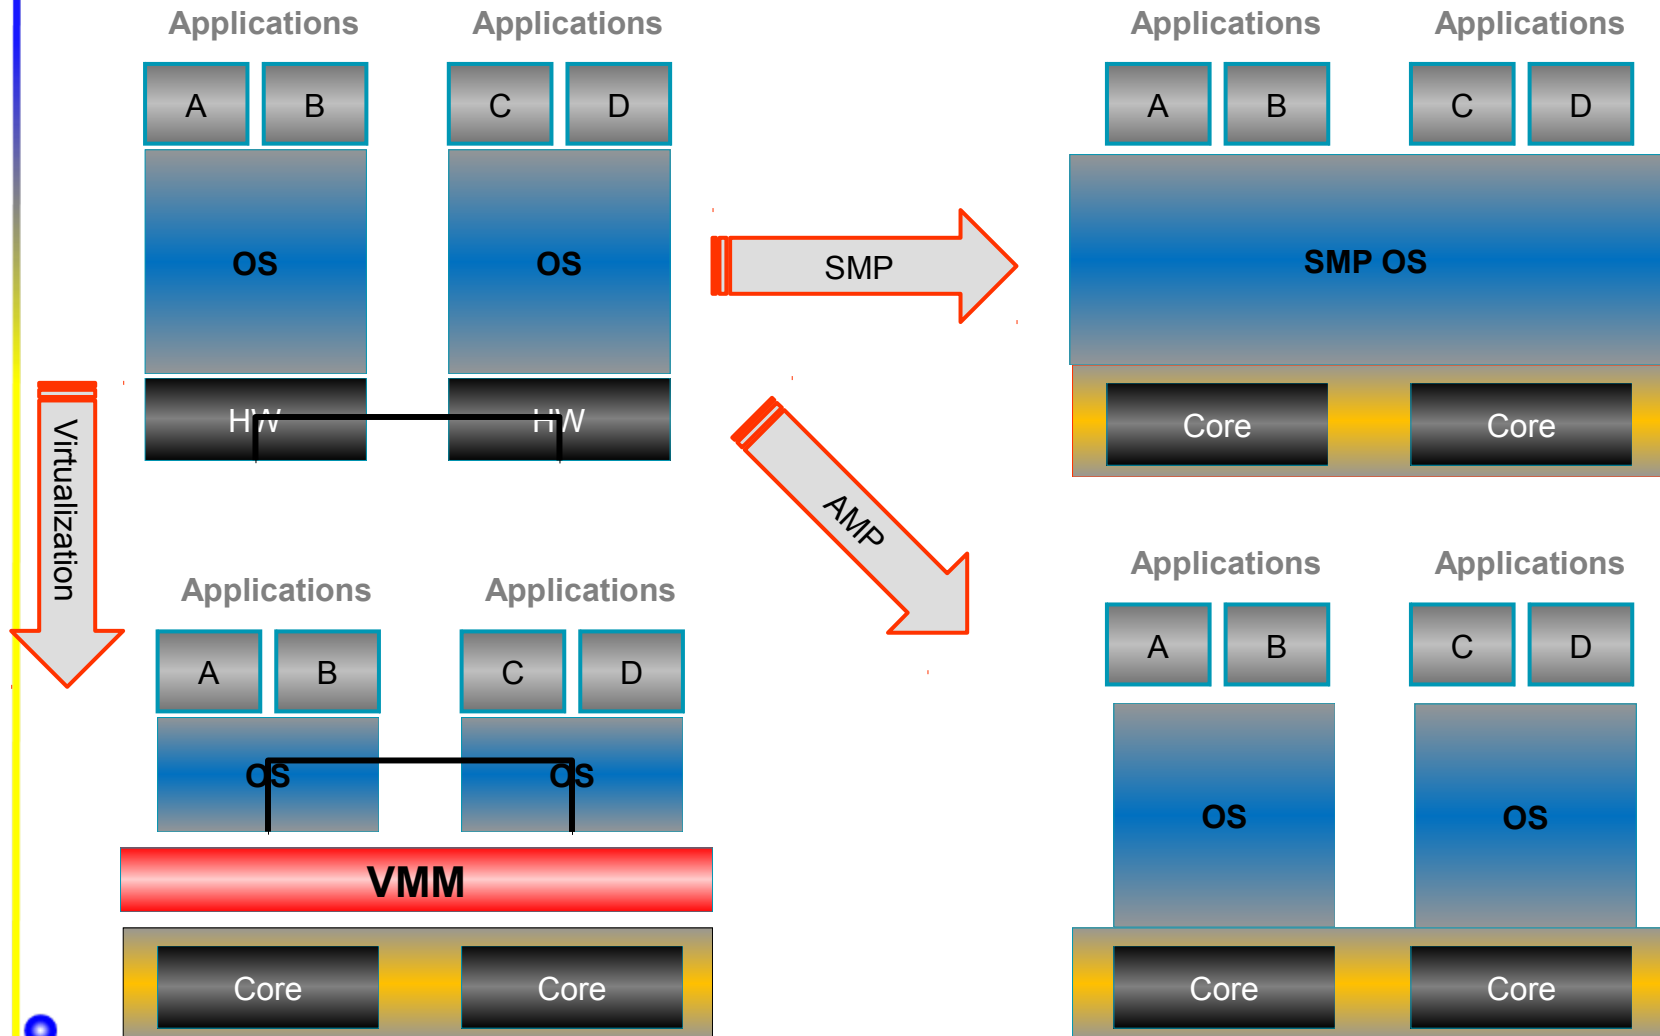 Applications Applications
A B C D
OS OS
HW HW
SMP
Applications Applications
A B C D
SMP OS
Core Core
Virtualization
AMP
Applications Applications
A B C D
OS OS
VMM
Core Core
Applications Applications
A B C D
OS OS
Core Core